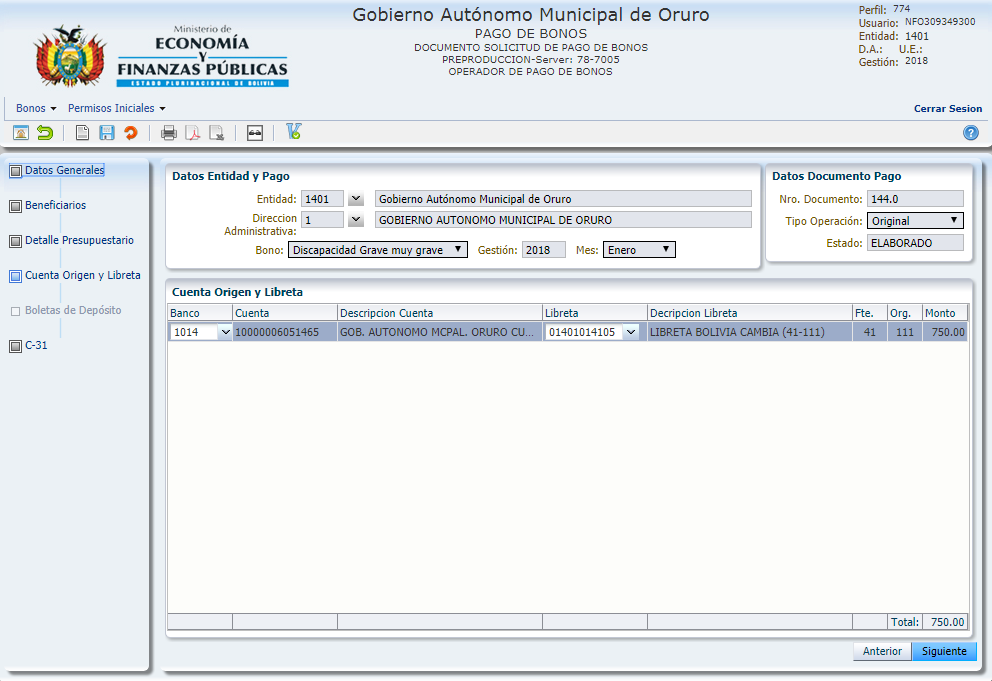 Ministerio de
ECONOMÍA
Y
FINANZAS PÚBLICAS
ESTADO PLURINACIONAL DE BOLIVIA
Gobierno Autónomo Municipal de Oruro
PAGO DE BONOS
DOCUMENTO SOLICITUD DE PAGO DE BONOS
PREPRODUCCION-Server: 78-7005
OPERADOR DE PAGO DE BONOS
Perfil: 774
Usuario: NFO309349300
Entidad: 1401
D.A.: U.E.:
Gestión: 2018
Bonos Permisos Iniciales Cerrar Sesion
Datos Generales
Beneficiarios
Detalle Presupuestario
Cuenta Origen y Libreta
Boletas de Depósito
C-31
Datos Entidad y Pago
Entidad: 1401 Gobierno Autónomo Municipal de Oruro
Direccion Administrativa: 1 GOBIERNO AUTONOMO MUNICIPAL DE ORURO
Bono: Discapacidad Grave muy grave Gestión: 2018 Mes: Enero
Datos Documento Pago
Nro. Documento: 144.0
Tipo Operación: Original
Estado: ELABORADO
Cuenta Origen y Libreta
Banco Cuenta Descripcion Cuenta Libreta Decripcion Libreta Fte. Org. Monto
1014 10000006051465 GOB. AUTONOMO MCPAL. ORURO CU... 01401014105 LIBRETA BOLIVIA CAMBIA (41-111) 41 111 750.00
Total: 750.00
Anterior Siguiente